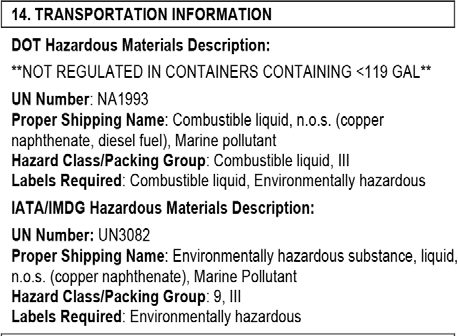 14. TRANSPORTATION INFORMATION
DOT Hazardous Materials Description:
**NOT REGULATED IN CONTAINERS CONTAINING <119 GAL**
UN Number: NA1993
Proper Shipping Name: Combustible liquid, n.o.s. (copper
naphthenate, diesel fuel), Marine pollutant
Hazard Class/Packing Group: Combustible liquid, III
Labels Required: Combustible liquid, Environmentally hazardous
IATA/IMDG Hazardous Materials Description:
UN Number: UN3082
Proper Shipping Name: Environmentally hazardous substance, liquid,
n.o.s. (copper naphthenate), Marine Pollutant
Hazard Class/Packing Group: 9, III
Labels Required: Environmentally hazardous